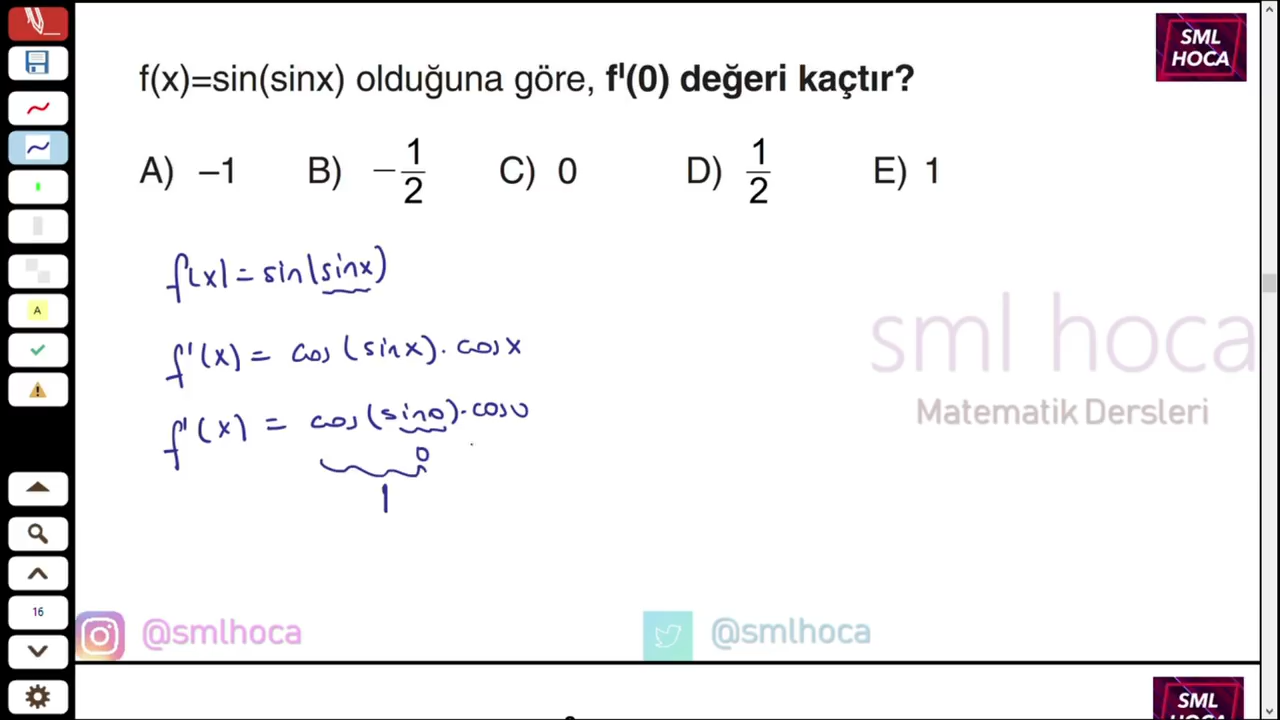 SML
HOCA
f(x)=sin(sinx) olduğuna göre, fᴵ(0) değeri kaçtır?
A) –1 B) –1/2 C) 0 D) 1/2 E) 1
f(x) = sin(sinx)
f'(x) = cos(sinx). cosx
f'(x) = cos(sin0).cos0
0
1
sml hoca
Matematik Dersleri
A
16
@smlhoca @smlhoca
SML